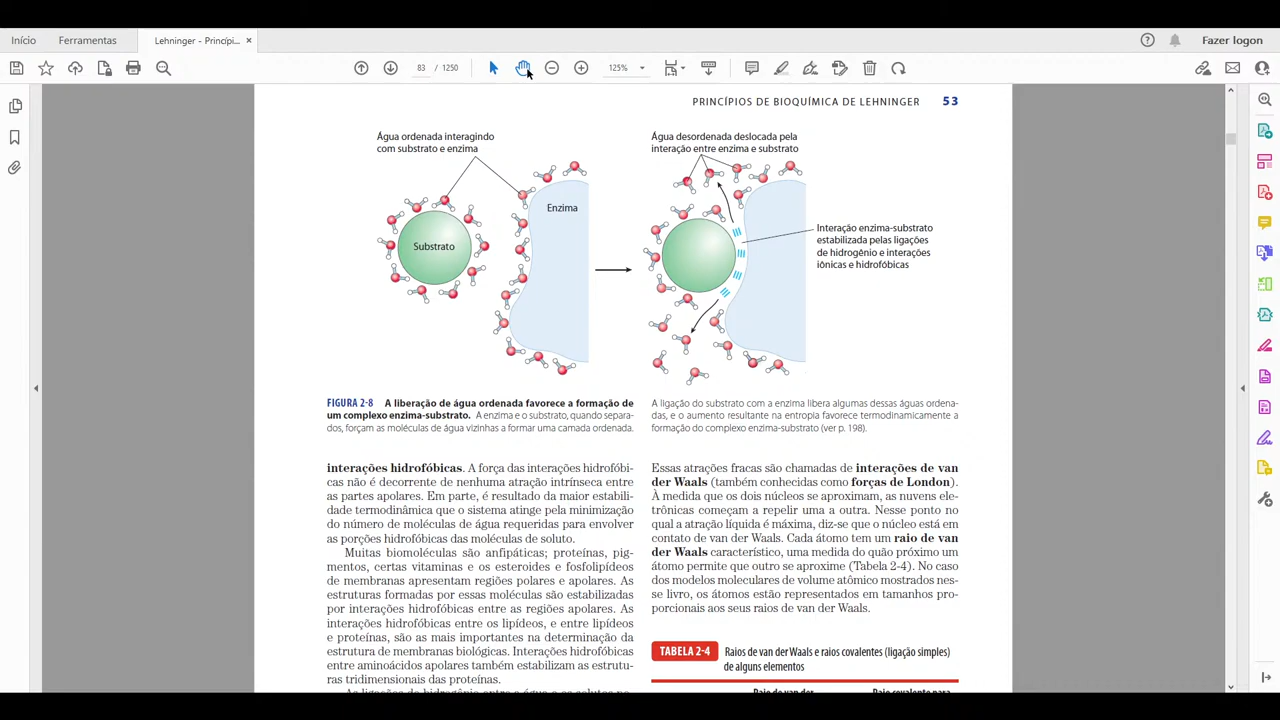 Início
Ferramentas
Lehninger - Princípi...
Fazer logon
83 / 1250
125%
PRINCÍPIOS DE BIOQUÍMICA DE LEHNINGER 53
Água ordenada interagindo
com substrato e enzima
Substrato
Enzima
Água desordenada deslocada pela
interação entre enzima e substrato
Interação enzima-substrato
estabilizada pelas ligações
de hidrogênio e interações
iônicas e hidrofóbicas
FIGURA 2-8 A liberação de água ordenada favorece a formação de
um complexo enzima-substrato. A enzima e o substrato, quando separa-
dos, forçam as moléculas de água vizinhas a formar uma camada ordenada.
A ligação do substrato com a enzima libera algumas dessas águas ordena-
das, e o aumento resultante na entropia favorece termodinamicamente a
formação do complexo enzima-substrato (ver p. 198).
interações hidrofóbicas. A força das interações hidrofóbi-
cas não é decorrente de nenhuma atração intrínseca entre
as partes apolares. Em parte, é resultado da maior estabili-
dade termodinâmica que o sistema atinge pela minimização
do número de moléculas de água requeridas para envolver
as porções hidrofóbicas das moléculas de soluto.
Muitas biomoléculas são anfipáticas; proteínas, pig-
mentos, certas vitaminas e os esteroides e fosfolipídeos
de membranas apresentam regiões polares e apolares. As
estruturas formadas por essas moléculas são estabilizadas
por interações hidrofóbicas entre as regiões apolares. As
interações hidrofóbicas entre os lipídeos, e entre lipídeos
e proteínas, são as mais importantes na determinação da
estrutura de membranas biológicas. Interações hidrofóbicas
entre aminoácidos apolares também estabilizam as estrutu-
ras tridimensionais das proteínas.
As ligações de hidrogênio entre a água e os solutos po-
Essas atrações fracas são chamadas de interações de van
der Waals (também conhecidas como forças de London).
À medida que os dois núcleos se aproximam, as nuvens ele-
trônicas começam a repelir uma a outra. Nesse ponto no
qual a atração líquida é máxima, diz-se que o núcleo está em
contato de van der Waals. Cada átomo tem um raio de van
der Waals característico, uma medida do quão próximo um
átomo permite que outro se aproxime (Tabela 2-4). No caso
dos modelos moleculares de volume atômico mostrados nes-
se livro, os átomos estão representados em tamanhos pro-
porcionais aos seus raios de van der Waals.
TABELA 2-4 Raios de van der Waals e raios covalentes (ligação simples)
de alguns elementos
Raio de van der Raio covalente para